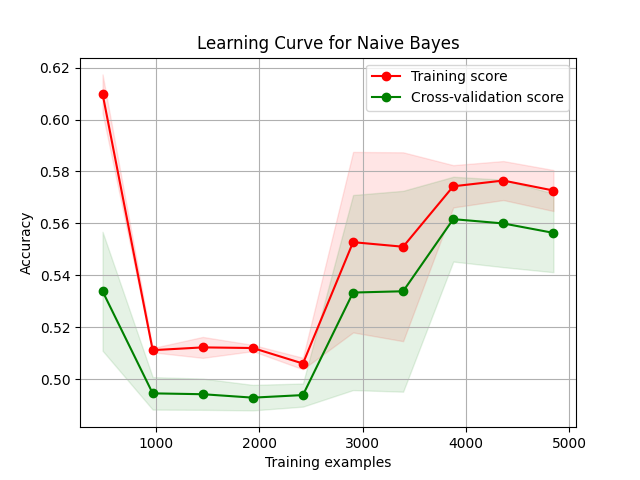 Learning Curve for Naive Bayes
Training score
Cross-validation score
0.62
0.60
0.58
0.56
0.54
0.52
0.50
Accuracy
1000 2000 3000 4000 5000
Training examples